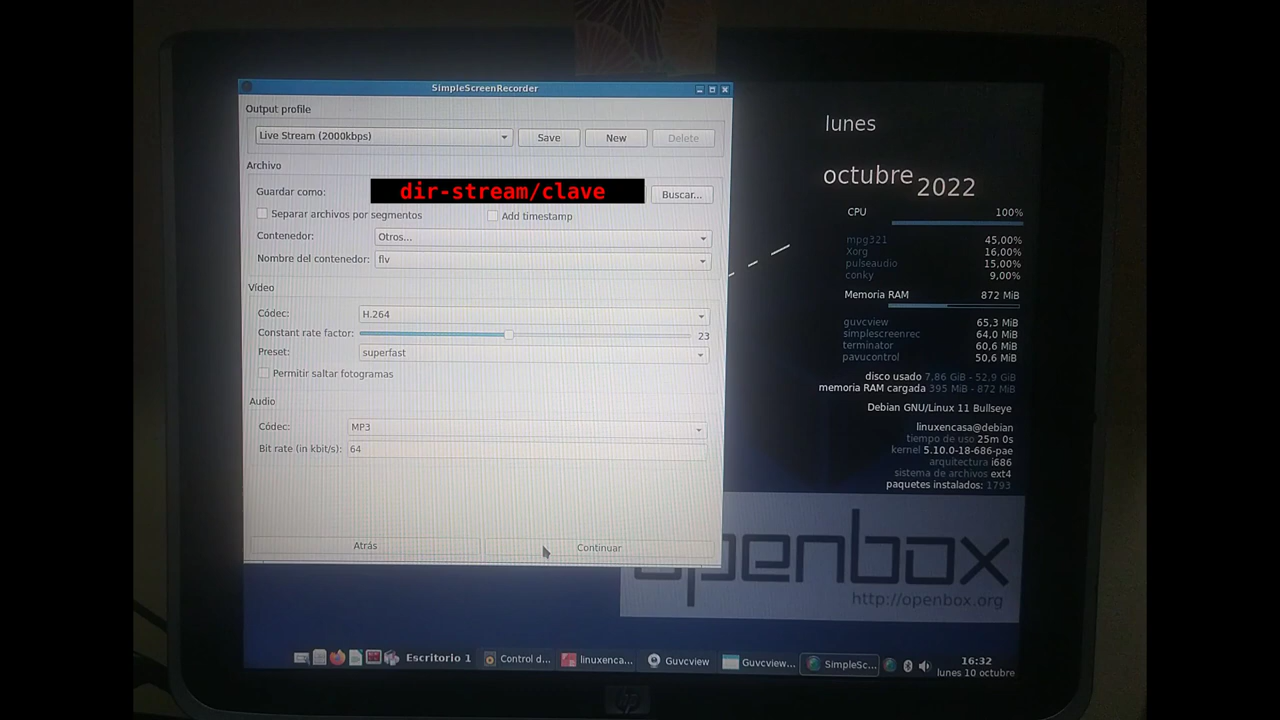 SimpleScreenRecorder
Output profile
Live Stream (2000kbps) Save New Delete
Archivo
Guardar como: dir-stream/clave Buscar...
Separar archivos por segmentos Add timestamp
Contenedor: Otros...
Nombre del contenedor: flv
Vídeo
Códec: H.264
Constant rate factor: 23
Preset: superfast
Permitir saltar fotogramas
Audio
Códec: MP3
Bit rate (in kbit/s): 64
Atrás Continuar
lunes
octubre 2022
CPU 100%
mpg321 45,00%
Xorg 16,00%
pulseaudio 15,00%
conky 9,00%
Memoria RAM 872 MiB
guvcview 65,3 MiB
simplescreenrec 64,0 MiB
terminator 60,6 MiB
pavucontrol 50,6 MiB
disco usado 7,86 GiB - 52,9 GiB
memoria RAM cargada 395 MiB - 872 MiB
Debian GNU/Linux 11 Bullseye
linuxencasa@debian
tiempo de uso 25m 0s
kernel 5.10.0-18-686-pae
arquitectura i686
sistema de archivos ext4
paquetes instalados: 1793
openbox
http://openbox.org
Escritorio 1 Control d... linuxenca... Guvcview Guvcview... SimpleSc... 16:32
lunes 10 octubre
hp